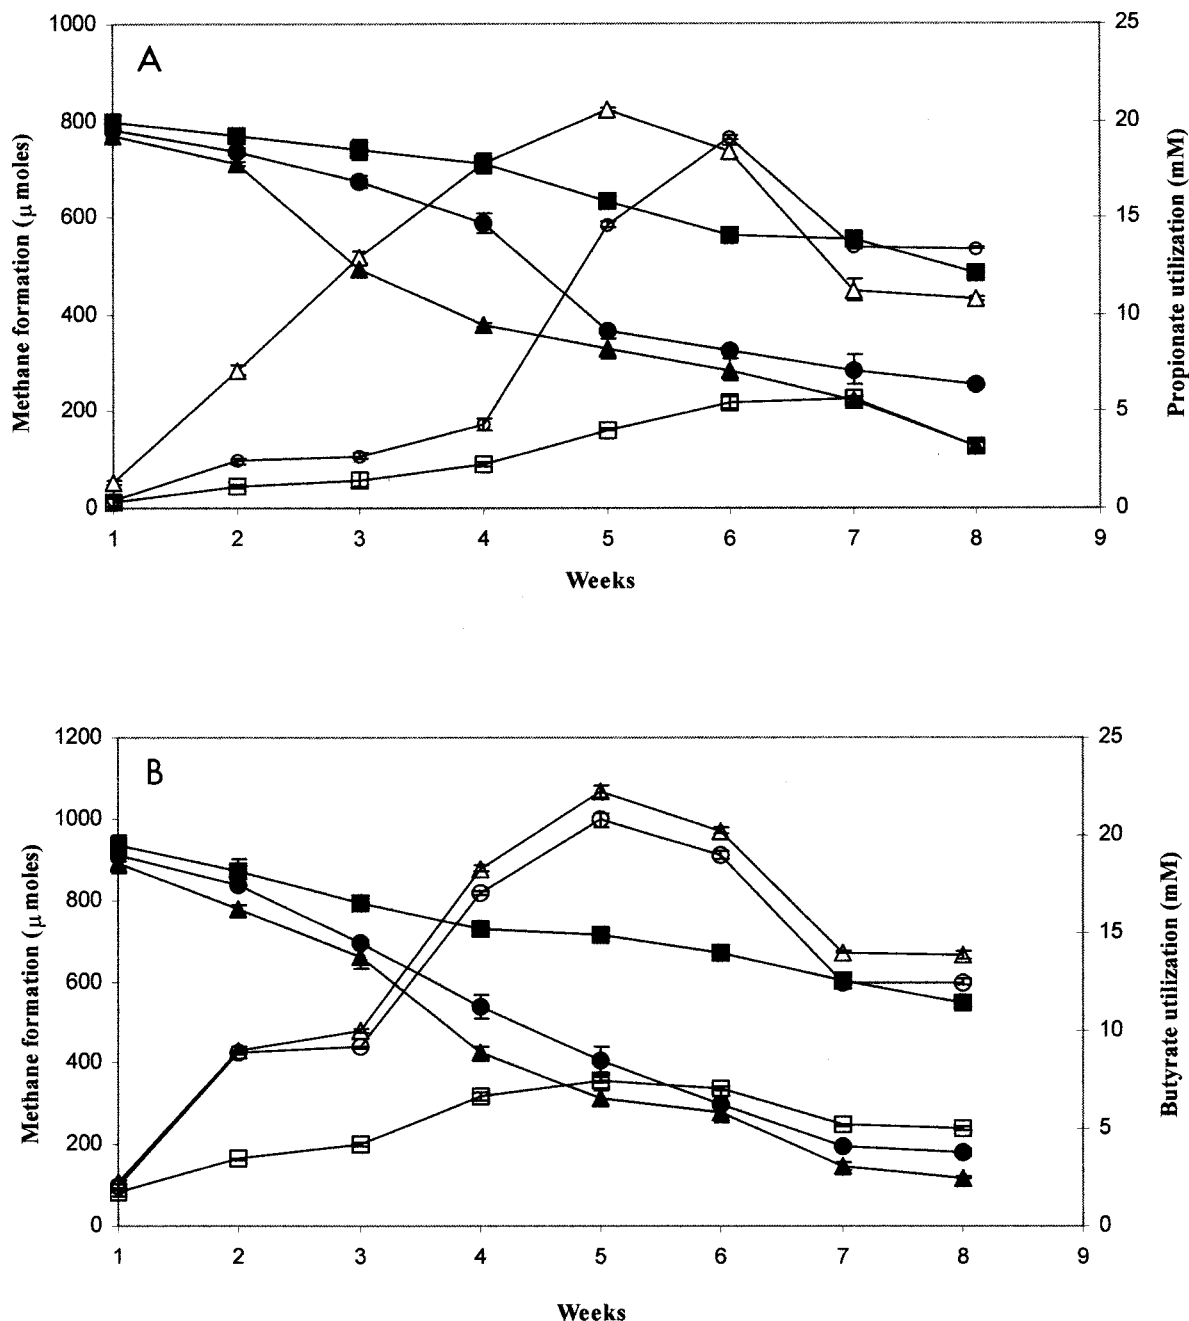 A
1000
800
600
400
200
0
Methane formation (μ moles)
25
20
15
10
5
0
Propionate utilization (mM)
1 2 3 4 5 6 7 8 9
Weeks
B
1200
1000
800
600
400
200
0
Methane formation (μ moles)
25
20
15
10
5
0
Butyrate utilization (mM)
1 2 3 4 5 6 7 8 9
Weeks